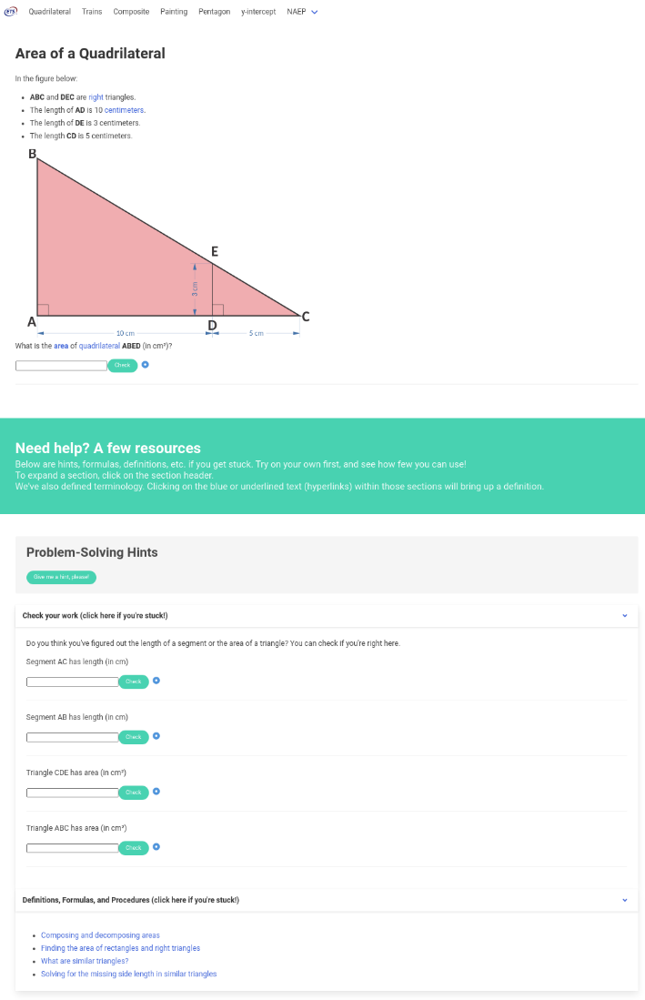 ETS Quadrilateral Trains Composite Painting Pentagon y-intercept NAEP
Area of a Quadrilateral
In the figure below:
ABC and DEC are right triangles.
The length of AD is 10 centimeters.
The length of DE is 3 centimeters.
The length CD is 5 centimeters.
B
E
3 cm
A
D
C
10 cm
5 cm
What is the area of quadrilateral ABED (in cm²)?
Check
Need help? A few resources
Below are hints, formulas, definitions, etc. if you get stuck. Try on your own first, and see how few you can use!
To expand a section, click on the section header.
We've also defined terminology. Clicking on the blue or underlined text (hyperlinks) within those sections will bring up a definition.
Problem-Solving Hints
Give me a hint, please!
Check your work (click here if you're stuck!)
Do you think you've figured out the length of a segment or the area of a triangle? You can check if you're right here.
Segment AC has length (in cm)
Check
Segment AB has length (in cm)
Check
Triangle CDE has area (in cm²)
Check
Triangle ABC has area (in cm²)
Check
Definitions, Formulas, and Procedures (click here if you're stuck!)
Composing and decomposing areas
Finding the area of rectangles and right triangles
What are similar triangles?
Solving for the missing side length in similar triangles